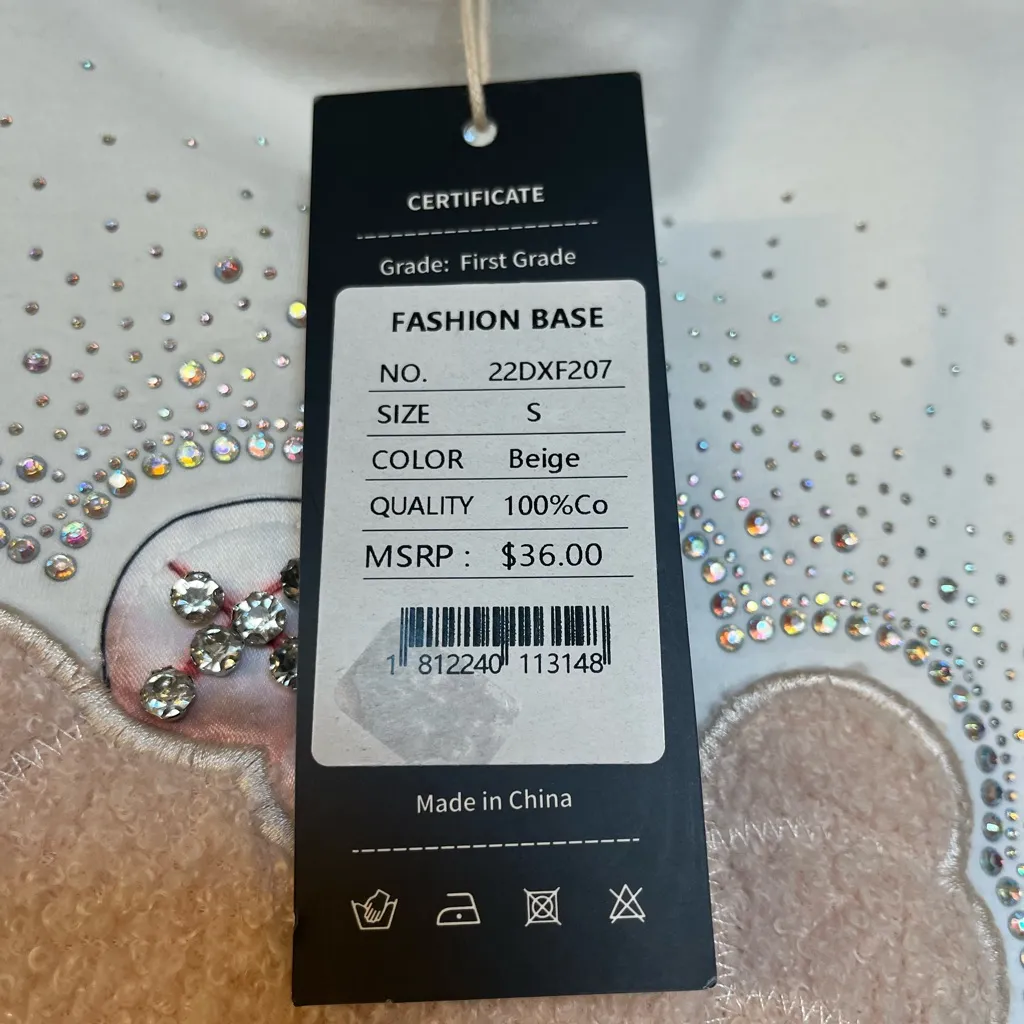 CERTIFICATE
Grade: First Grade
FASHION BASE
NO. 22DXF207
SIZE S
COLOR Beige
QUALITY 100%Co
MSRP : $36.00
1 812240 113148
Made in China